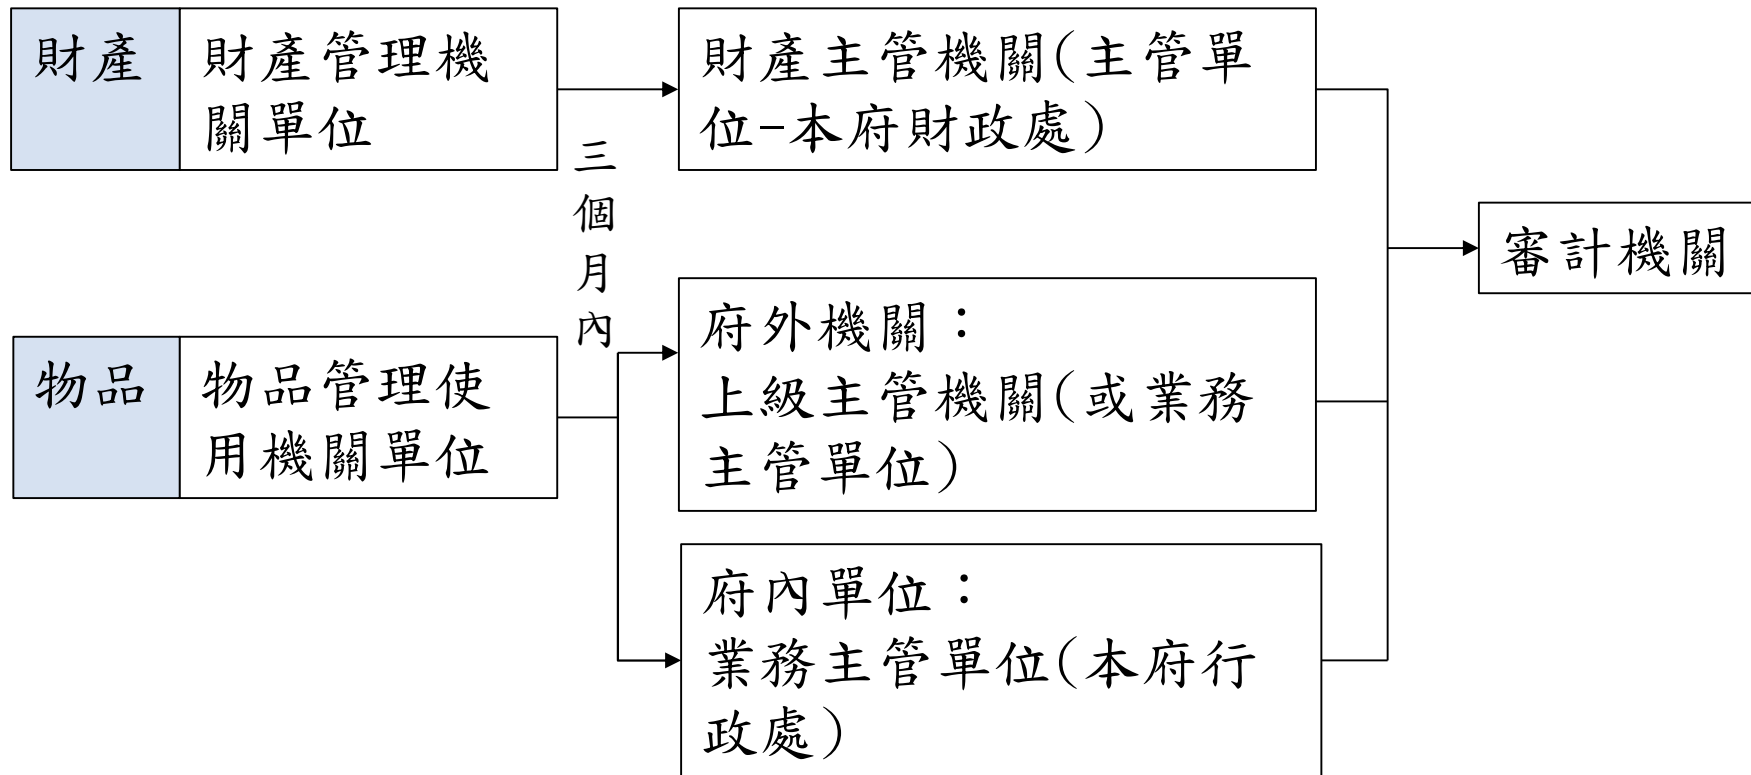 財產
財產管理機
關單位
三
個
月
內
財產主管機關(主管單
位-本府財政處)
物品
物品管理使
用機關單位
府外機關：
上級主管機關(或業務
主管單位)
府內單位：
業務主管單位(本府行
政處)
審計機關